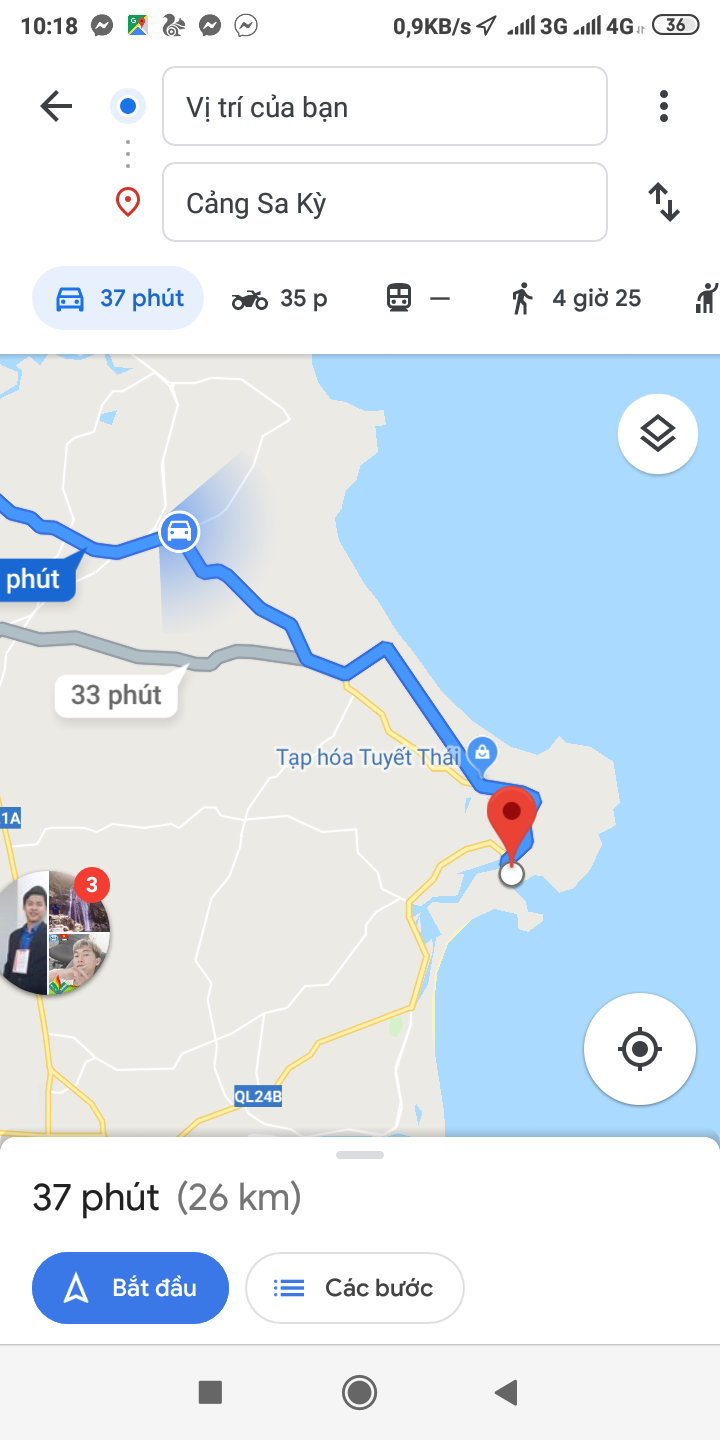 10:18
0,9KB/s 3G 4G 36
Vị trí của bạn
Cảng Sa Kỳ
37 phút
35 p
—
4 giờ 25
phút
33 phút
Tạp hóa Tuyết Thái
1A
3
QL24B
37 phút (26 km)
Bắt đầu
Các bước